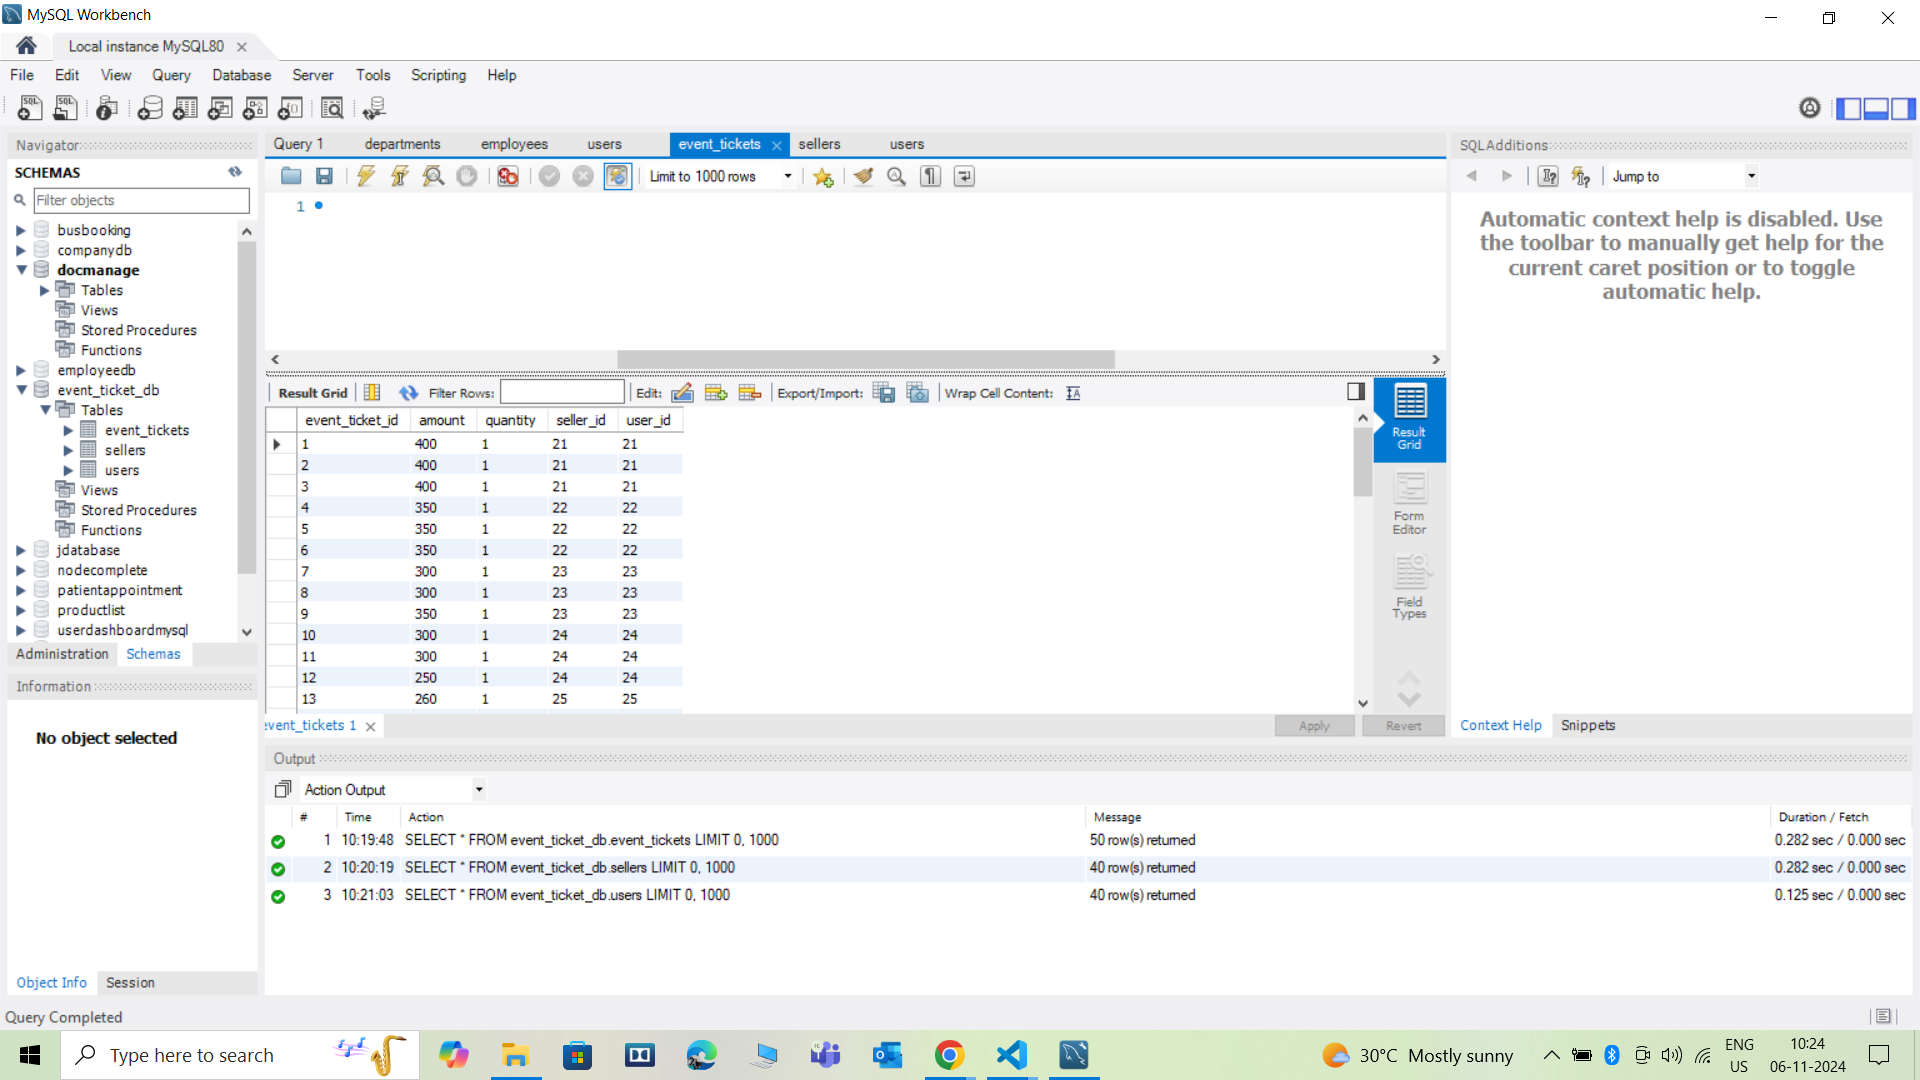 MySQL Workbench
Local instance MySQL80
File Edit View Query Database Server Tools Scripting Help
Navigator
SCHEMAS
Filter objects
busbooking
companydb
docmanage
Tables
Views
Stored Procedures
Functions
employeedb
event_ticket_db
Tables
event_tickets
sellers
users
Views
Stored Procedures
Functions
jdatabase
nodecomplete
patientappointment
productlist
userdashboardmysql
Administration Schemas
Information
No object selected
Object Info Session
Query 1 departments employees users event_tickets sellers users
Limit to 1000 rows
1
Result Grid Filter Rows: Edit: Export/Import: Wrap Cell Content:
event_ticket_id amount quantity seller_id user_id
1 400 1 21 21
2 400 1 21 21
3 400 1 21 21
4 350 1 22 22
5 350 1 22 22
6 350 1 22 22
7 300 1 23 23
8 300 1 23 23
9 350 1 23 23
10 300 1 24 24
11 300 1 24 24
12 250 1 24 24
13 260 1 25 25
Result
Grid
Form
Editor
Field
Types
event_tickets 1
Apply Revert
SQLAdditions
Jump to
Automatic context help is disabled. Use
the toolbar to manually get help for the
current caret position or to toggle
automatic help.
Context Help Snippets
Output
Action Output
# Time Action Message Duration / Fetch
1 10:19:48 SELECT * FROM event_ticket_db.event_tickets LIMIT 0, 1000 50 row(s) returned 0.282 sec / 0.000 sec
2 10:20:19 SELECT * FROM event_ticket_db.sellers LIMIT 0, 1000 40 row(s) returned 0.282 sec / 0.000 sec
3 10:21:03 SELECT * FROM event_ticket_db.users LIMIT 0, 1000 40 row(s) returned 0.125 sec / 0.000 sec
Query Completed
Type here to search
30°C Mostly sunny
ENG
US
10:24
06-11-2024